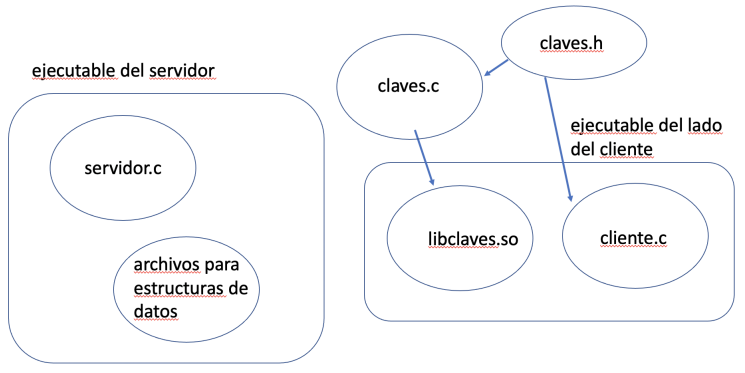 ejecutable del servidor
servidor.c
archivos para
estructuras de
datos
claves.h
claves.c
ejecutable del lado
del cliente
libclaves.so
cliente.c